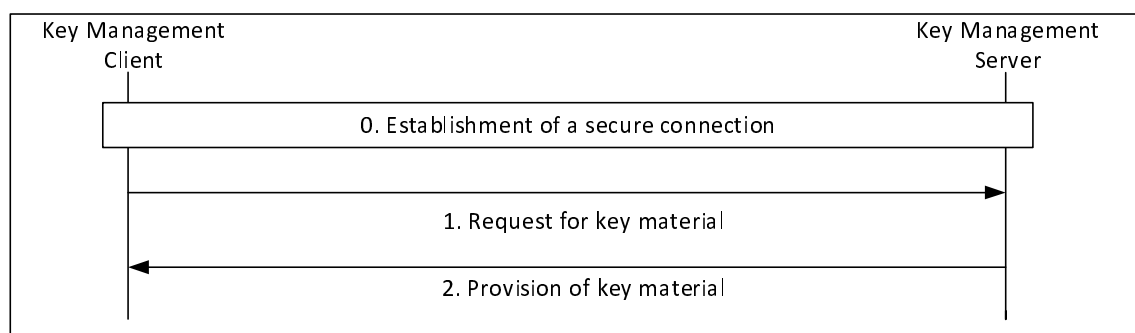 Key Management
Client
Key Management
Server
0. Establishment of a secure connection
1. Request for key material
2. Provision of key material